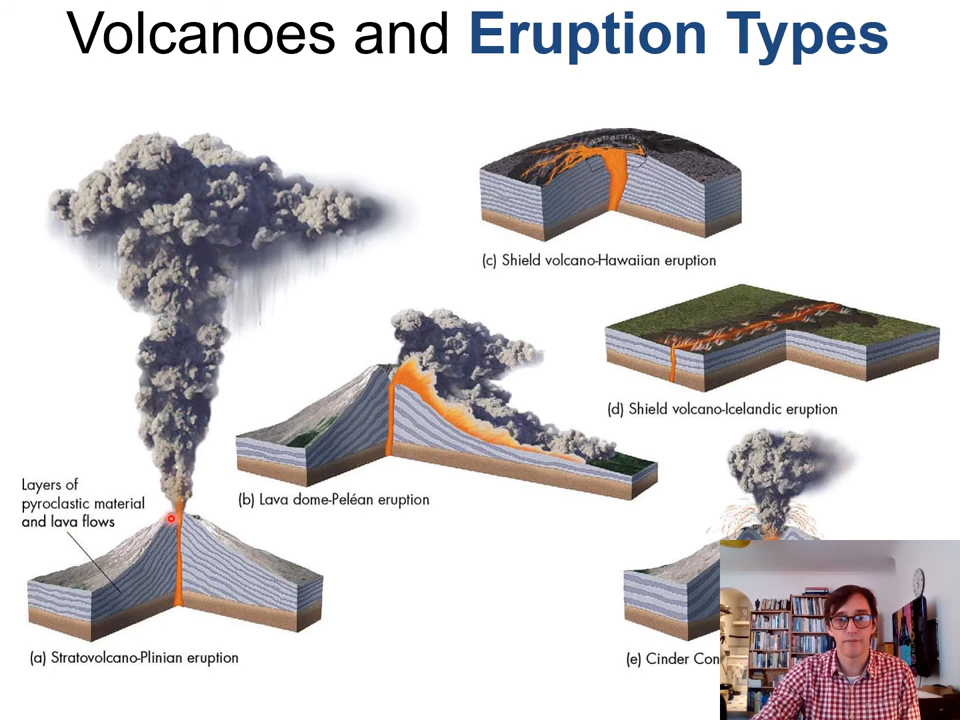 Volcanoes and Eruption Types
(c) Shield volcano-Hawaiian eruption
(d) Shield volcano-Icelandic eruption
Layers of
pyroclastic material
and lava flows
(b) Lava dome-Peléan eruption
(a) Stratovolcano-Plinian eruption
(e) Cinder